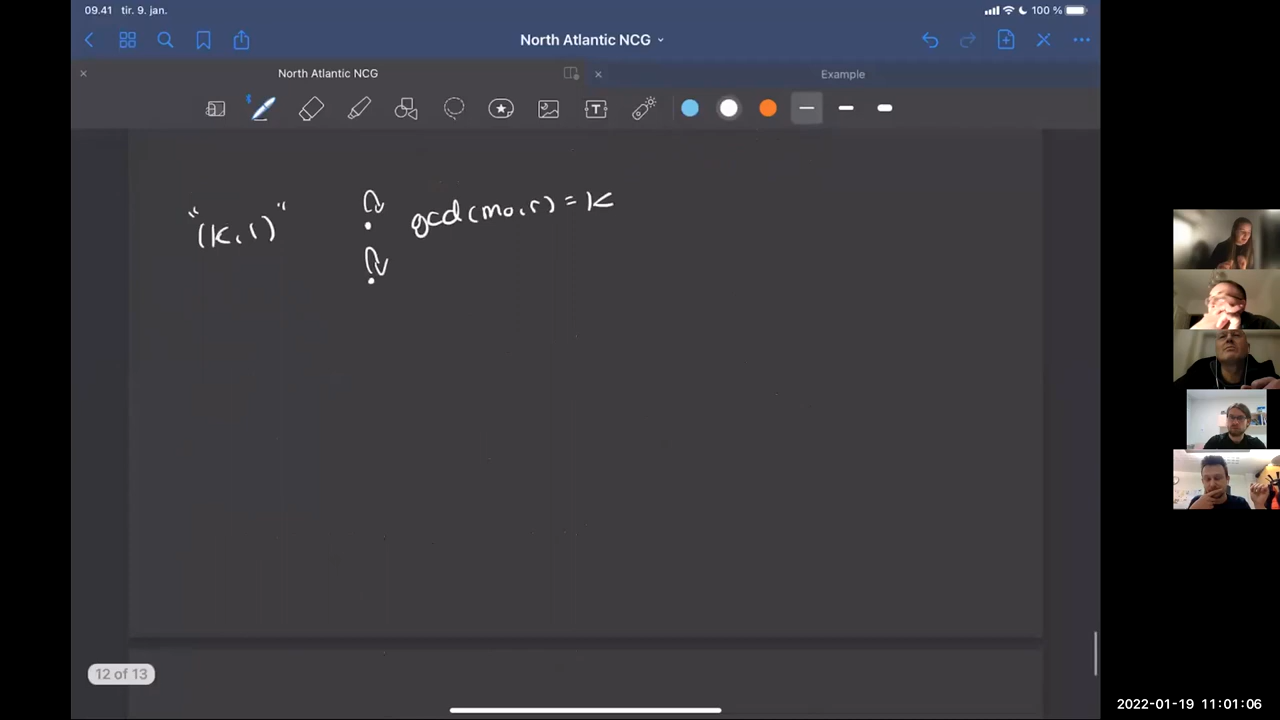 09.41 tir. 9. jan.
100 %
North Atlantic NCG
North Atlantic NCG
Example
"(k,1)"
gcd(m0,r) = k
12 of 13
2022-01-19 11:01:06